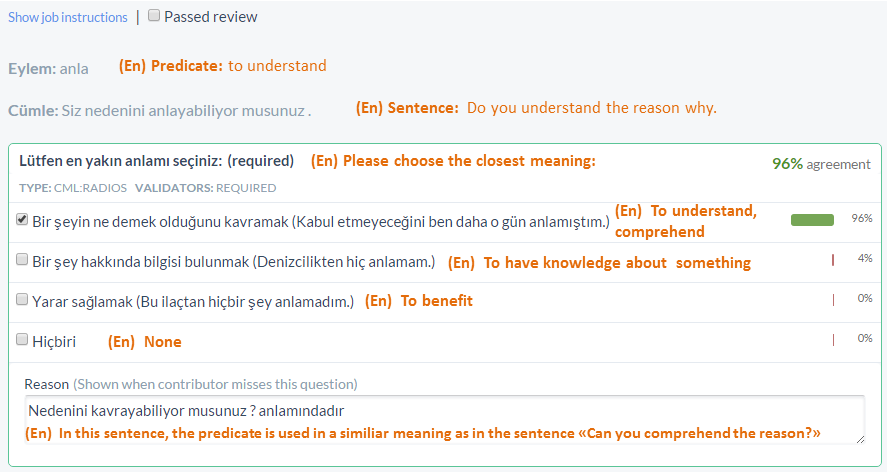 Show job instructions | Passed review
Eylem: anla (En) Predicate: to understand
Cümle: Siz nedenini anlayabiliyor musunuz . (En) Sentence: Do you understand the reason why.
Lütfen en yakın anlamı seçiniz: (required) (En) Please choose the closest meaning: 96% agreement
TYPE: CML:RADIOS VALIDATORS: REQUIRED
Bir şeyin ne demek olduğunu kavramak (Kabul etmeyeceğini ben daha o gün anlamıştım.) (En) To understand, 96%
comprehend
Bir şey hakkında bilgisi bulunmak (Denizcilikten hiç anlamam.) (En) To have knowledge about something 4%
Yarar sağlamak (Bu ilaçtan hiçbir şey anlamadım.) (En) To benefit 0%
Hiçbiri (En) None 0%
Reason (Shown when contributor misses this question)
Nedenini kavrayabiliyor musunuz ? anlamındadır
(En) In this sentence, the predicate is used in a similiar meaning as in the sentence «Can you comprehend the reason?»